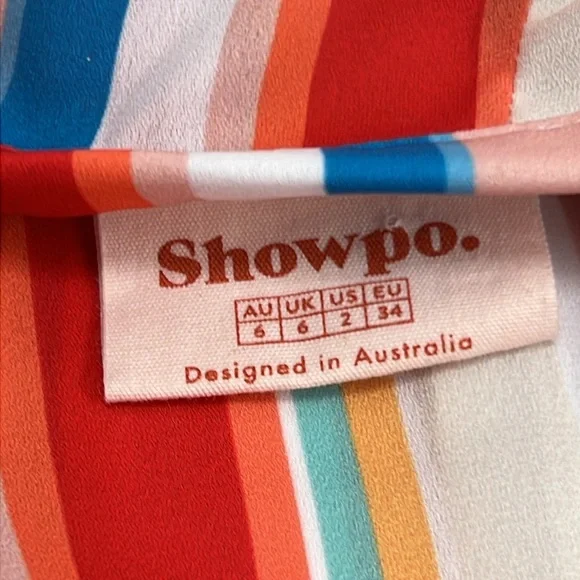 Showpo.
AU UK US EU
6 6 2 34
Designed in Australia